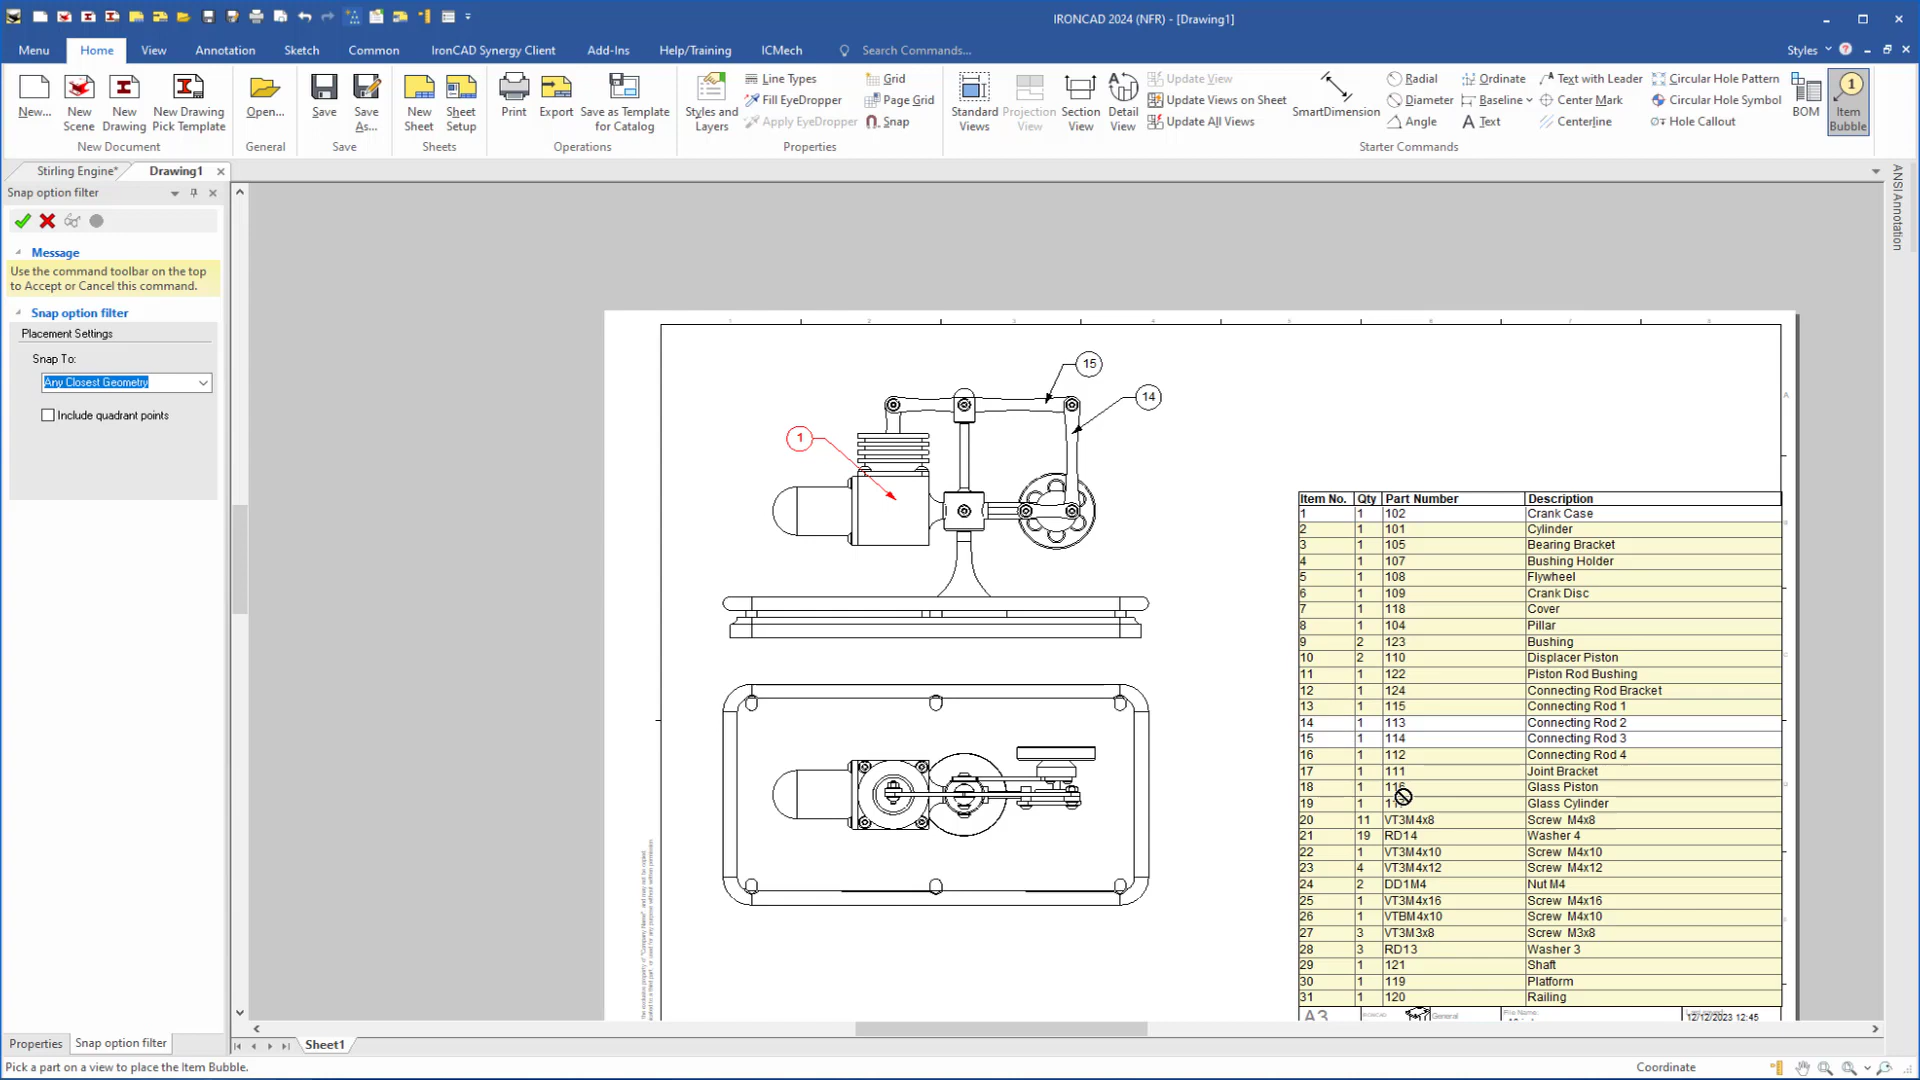 IRONCAD 2024 (NFR) - [Drawing1]
Menu Home View Annotation Sketch Common IronCAD Synergy Client Add-Ins Help/Training ICMech Search Commands... Styles
New... New Scene New Drawing New Drawing Pick Template
New Document
Open...
General
Save Save As...
Save
New Sheet Sheet Setup
Sheets
Print Export Save as Template for Catalog
Operations
Styles and Layers
Line Types
Fill EyeDropper
Apply EyeDropper
Grid
Page Grid
Snap
Properties
Standard Views Projection View Section View Detail View
Update View
Update Views on Sheet
Update All Views
SmartDimension
Radial
Diameter
Angle
Ordinate
Baseline
Text
Text with Leader
Center Mark
Centerline
Circular Hole Pattern
Circular Hole Symbol
Hole Callout
BOM
1
Item Bubble
Starter Commands
Stirling Engine* Drawing1
Snap option filter
Message
Use the command toolbar on the top
to Accept or Cancel this command.
Snap option filter
Placement Settings
Snap To:
Any Closest Geometry
Include quadrant points
ANSI Annotation
15
14
1
Item No. Qty Part Number Description
1 1 102 Crank Case
2 1 101 Cylinder
3 1 105 Bearing Bracket
4 1 107 Bushing Holder
5 1 108 Flywheel
6 1 109 Crank Disc
7 1 118 Cover
8 1 104 Pillar
9 2 123 Bushing
10 2 110 Displacer Piston
11 1 122 Piston Rod Bushing
12 1 124 Connecting Rod Bracket
13 1 115 Connecting Rod 1
14 1 113 Connecting Rod 2
15 1 114 Connecting Rod 3
16 1 112 Connecting Rod 4
17 1 111 Joint Bracket
18 1 116 Glass Piston
19 1 Glass Cylinder
20 11 VT3M4x8 Screw M4x8
21 19 RD14 Washer 4
22 1 VT3M4x10 Screw M4x10
23 4 VT3M4x12 Screw M4x12
24 2 DD1M4 Nut M4
25 1 VT3M4x16 Screw M4x16
26 1 VTBM4x10 Screw M4x10
27 3 VT3M3x8 Screw M3x8
28 3 RD13 Washer 3
29 1 121 Shaft
30 1 119 Platform
31 1 120 Railing
A3 IRONCAD General File Name: 12/12/2023 12:45
Properties Snap option filter
Sheet1
Pick a part on a view to place the Item Bubble.
Coordinate